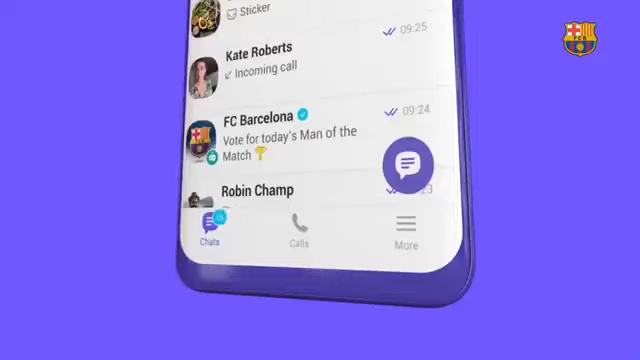 Sticker
09:25
Kate Roberts
Incoming call
09:24
FC Barcelona
Vote for today's Man of the
Match
Robin Champ
Chats
Calls
More
FCB